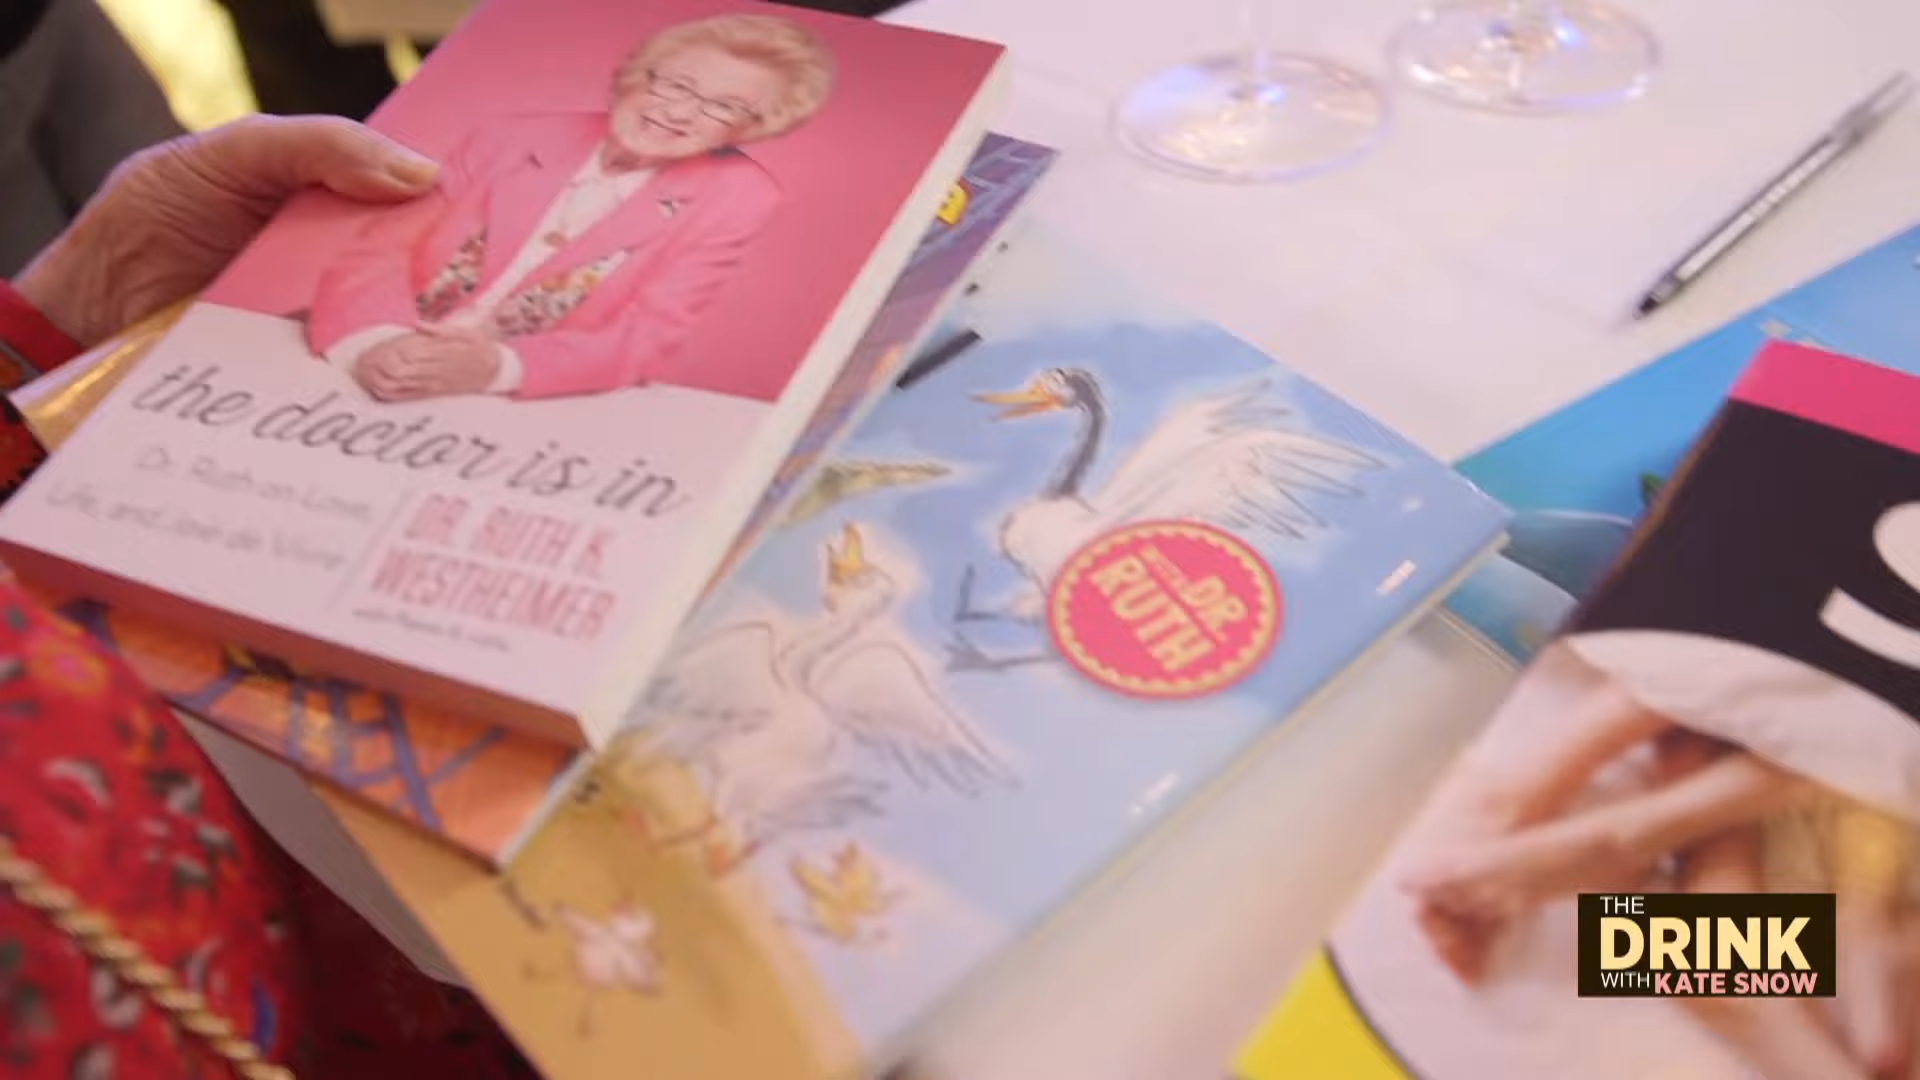 the doctor is in
Dr. Ruth on Love,
Life, and Joie de Vivre
DR. RUTH K.
WESTHEIMER
WITH DR.
RUTH
THE
DRINK
WITH KATE SNOW